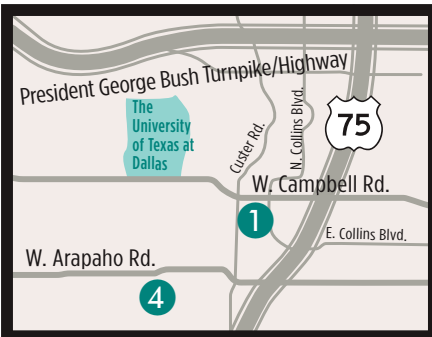 President George Bush Turnpike/Highway
The
University
of Texas at
Dallas
Custer Rd.
N. Collins Blvd.
75
W. Campbell Rd.
1
E. Collins Blvd.
W. Arapaho Rd.
4